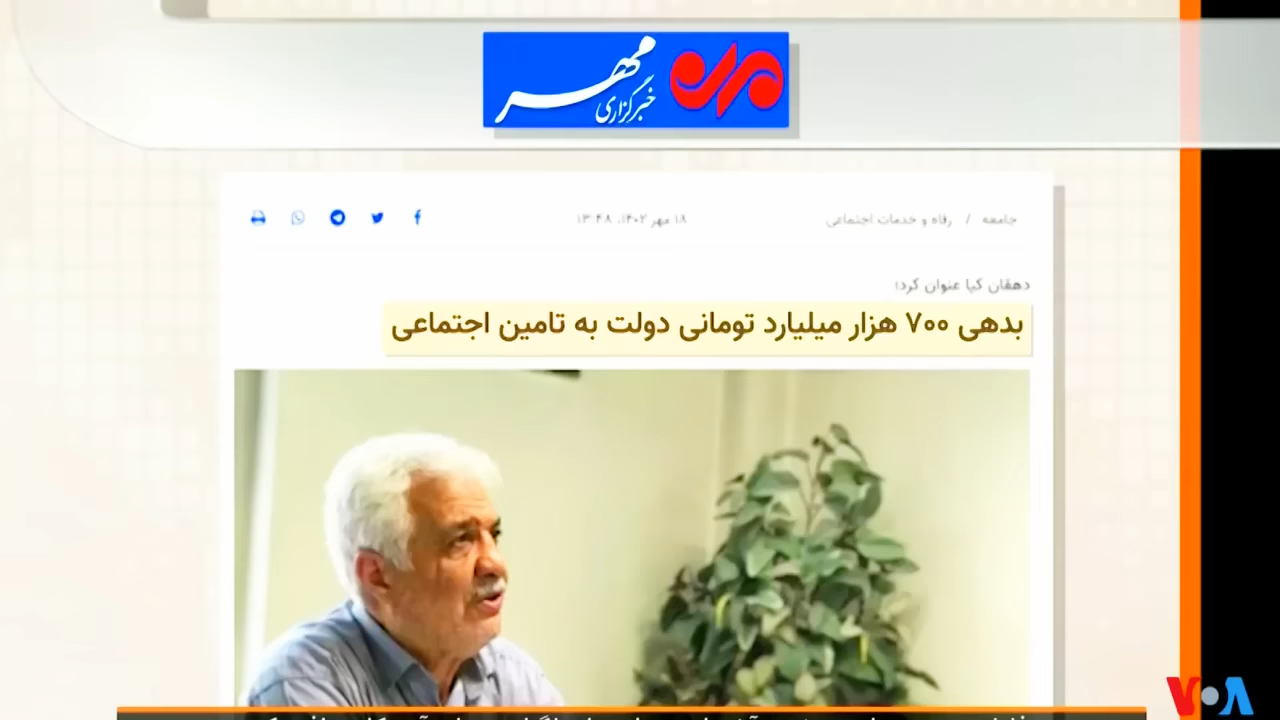 مهر
خبرگزاری
جامعه / رفاه و خدمات اجتماعی
۱۸ مهر ۱۴۰۲، ۱۳:۴۸
دهقان کیا عنوان کرد؛
بدهی ۷۰۰ هزار میلیارد تومانی دولت به تامین اجتماعی
VOA